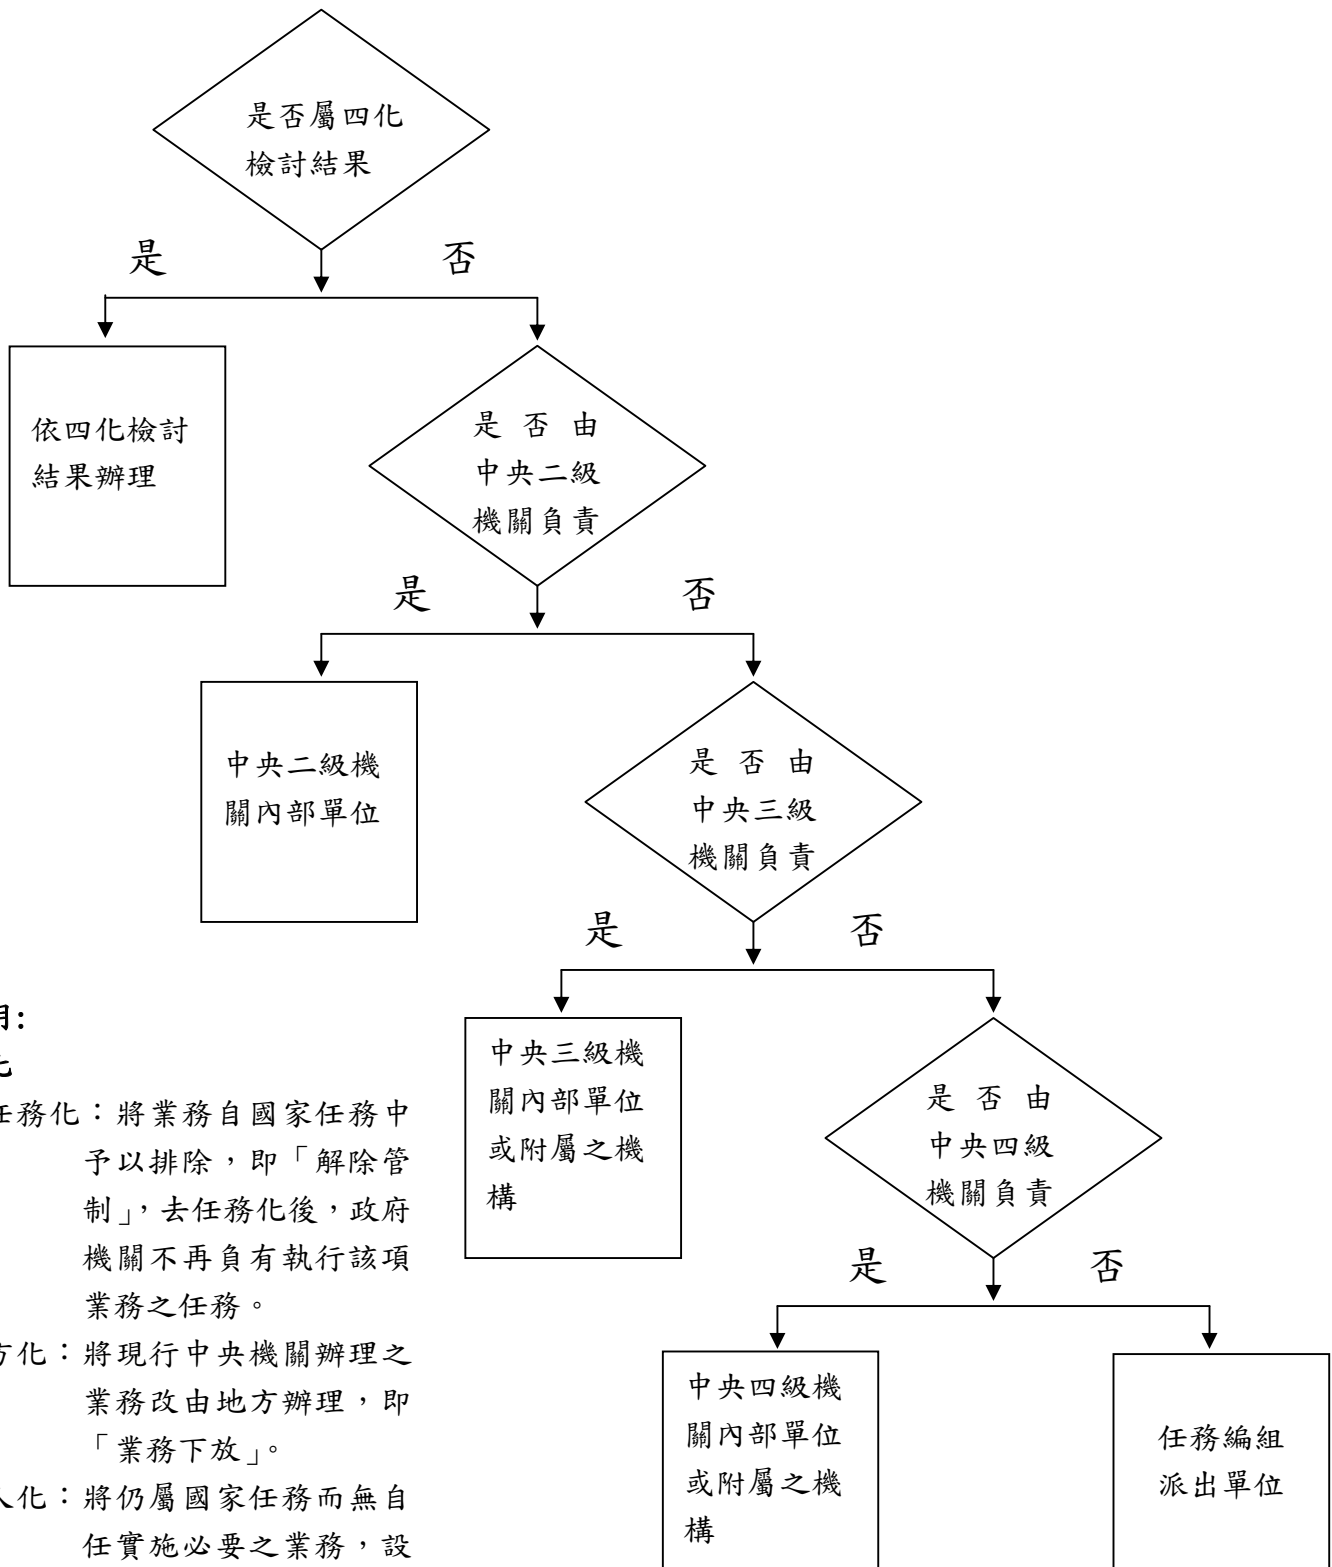 是否屬四化
檢討結果
是
否
依四化檢討
結果辦理
是否由
中央二級
機關負責
是
否
中央二級機
關內部單位
是否由
中央三級
機關負責
是
否
中央三級機
關內部單位
或附屬之機
構
是否由
中央四級
機關負責
是
否
中央四級機
關內部單位
或附屬之機
構
任務編組
派出單位
:
化
任務化：將業務自國家任務中
予以排除，即「解除管
制」，去任務化後，政府
機關不再負有執行該項
業務之任務。
方化：將現行中央機關辦理之
業務改由地方辦理，即
「業務下放」。
人化：將仍屬國家任務而無自
任實施必要之業務，設